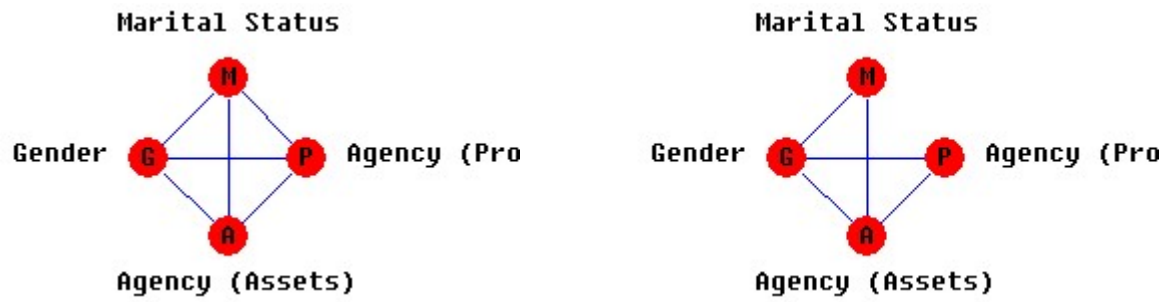 Marital Status Marital Status
M M
Gender G P Agency (Pro Gender G P Agency (Pro
A A
Agency (Assets) Agency (Assets)